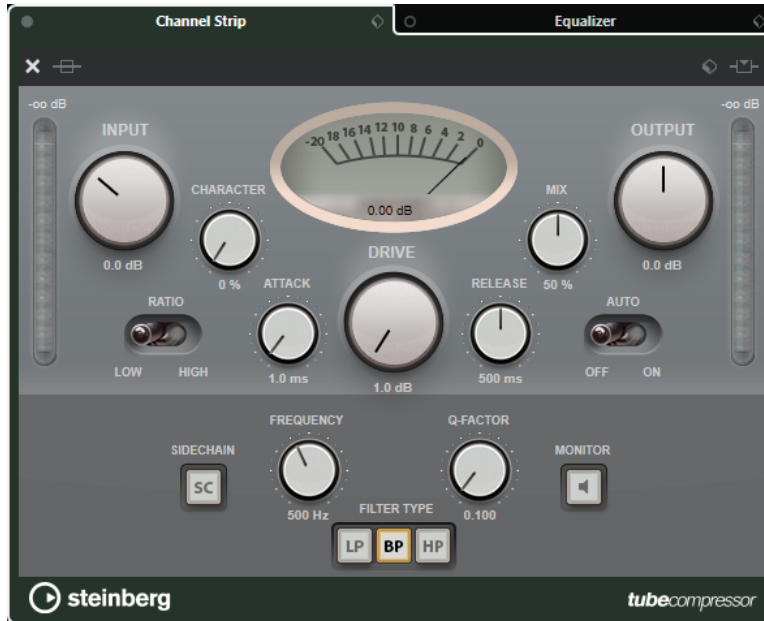 Channel Strip
Equalizer
-oo dB
-oo dB
INPUT
OUTPUT
-20 18 16 14 12 10 8 6 4 2 0
0.00 dB
CHARACTER
MIX
0.0 dB
0.0 dB
DRIVE
0 %
ATTACK
RELEASE
50 %
RATIO
AUTO
LOW
HIGH
1.0 ms
1.0 dB
500 ms
OFF
ON
FREQUENCY
Q-FACTOR
SIDECHAIN
MONITOR
SC
500 Hz
FILTER TYPE
0.100
LP
BP
HP
steinberg
tubecompressor